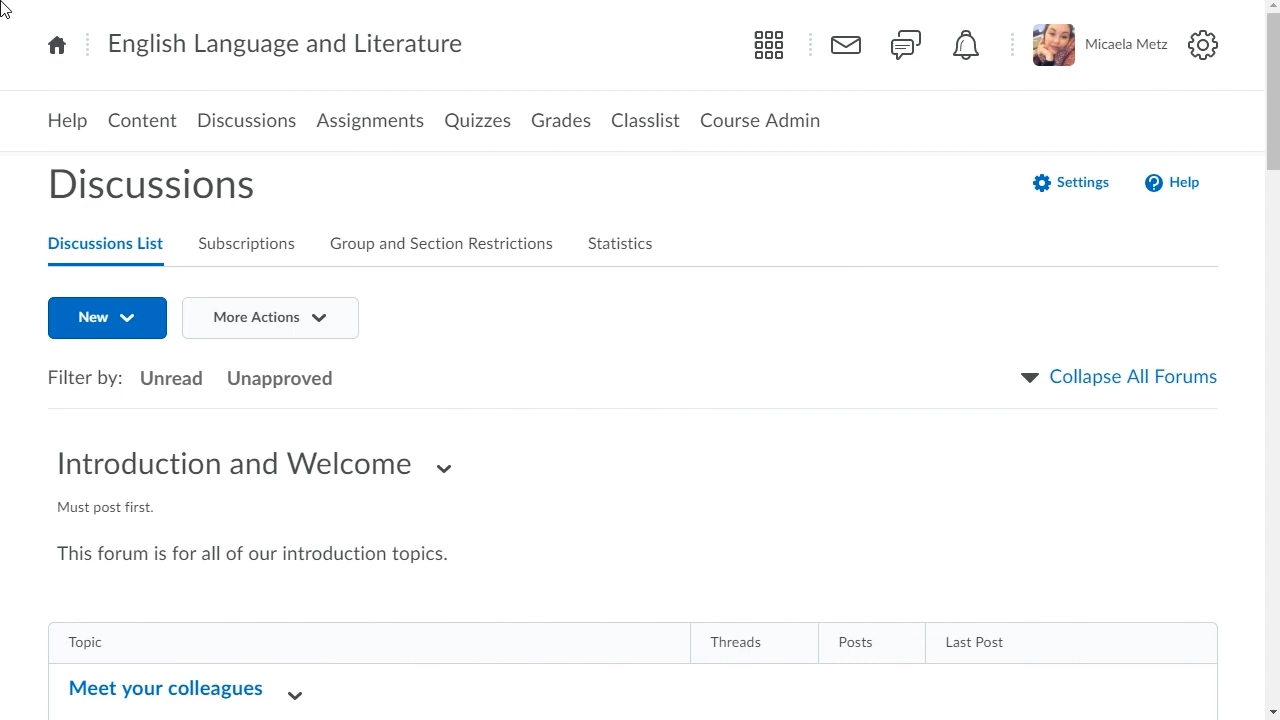 English Language and Literature
Micaela Metz
Help Content Discussions Assignments Quizzes Grades Classlist Course Admin
Discussions
Settings Help
Discussions List Subscriptions Group and Section Restrictions Statistics
New More Actions
Filter by: Unread Unapproved Collapse All Forums
Introduction and Welcome
Must post first.
This forum is for all of our introduction topics.
Topic Threads Posts Last Post
Meet your colleagues